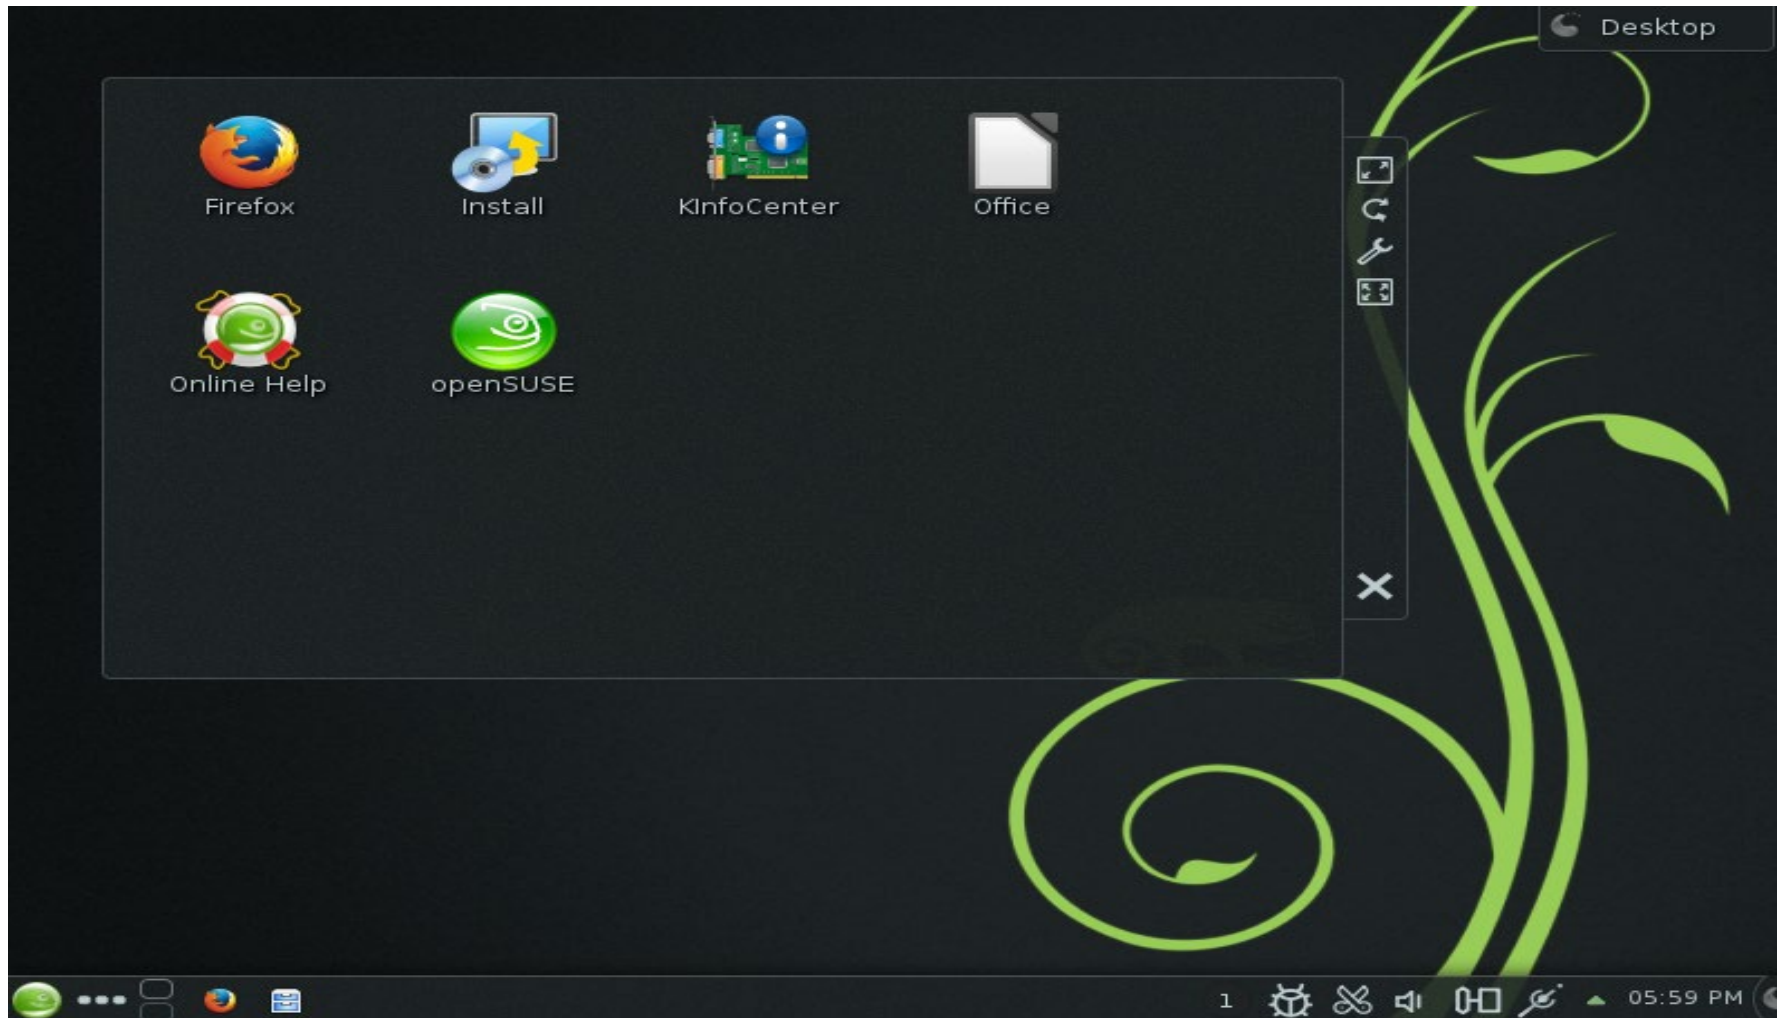 Desktop
Firefox
Install
KInfoCenter
Office
Online Help
openSUSE
1
05:59 PM